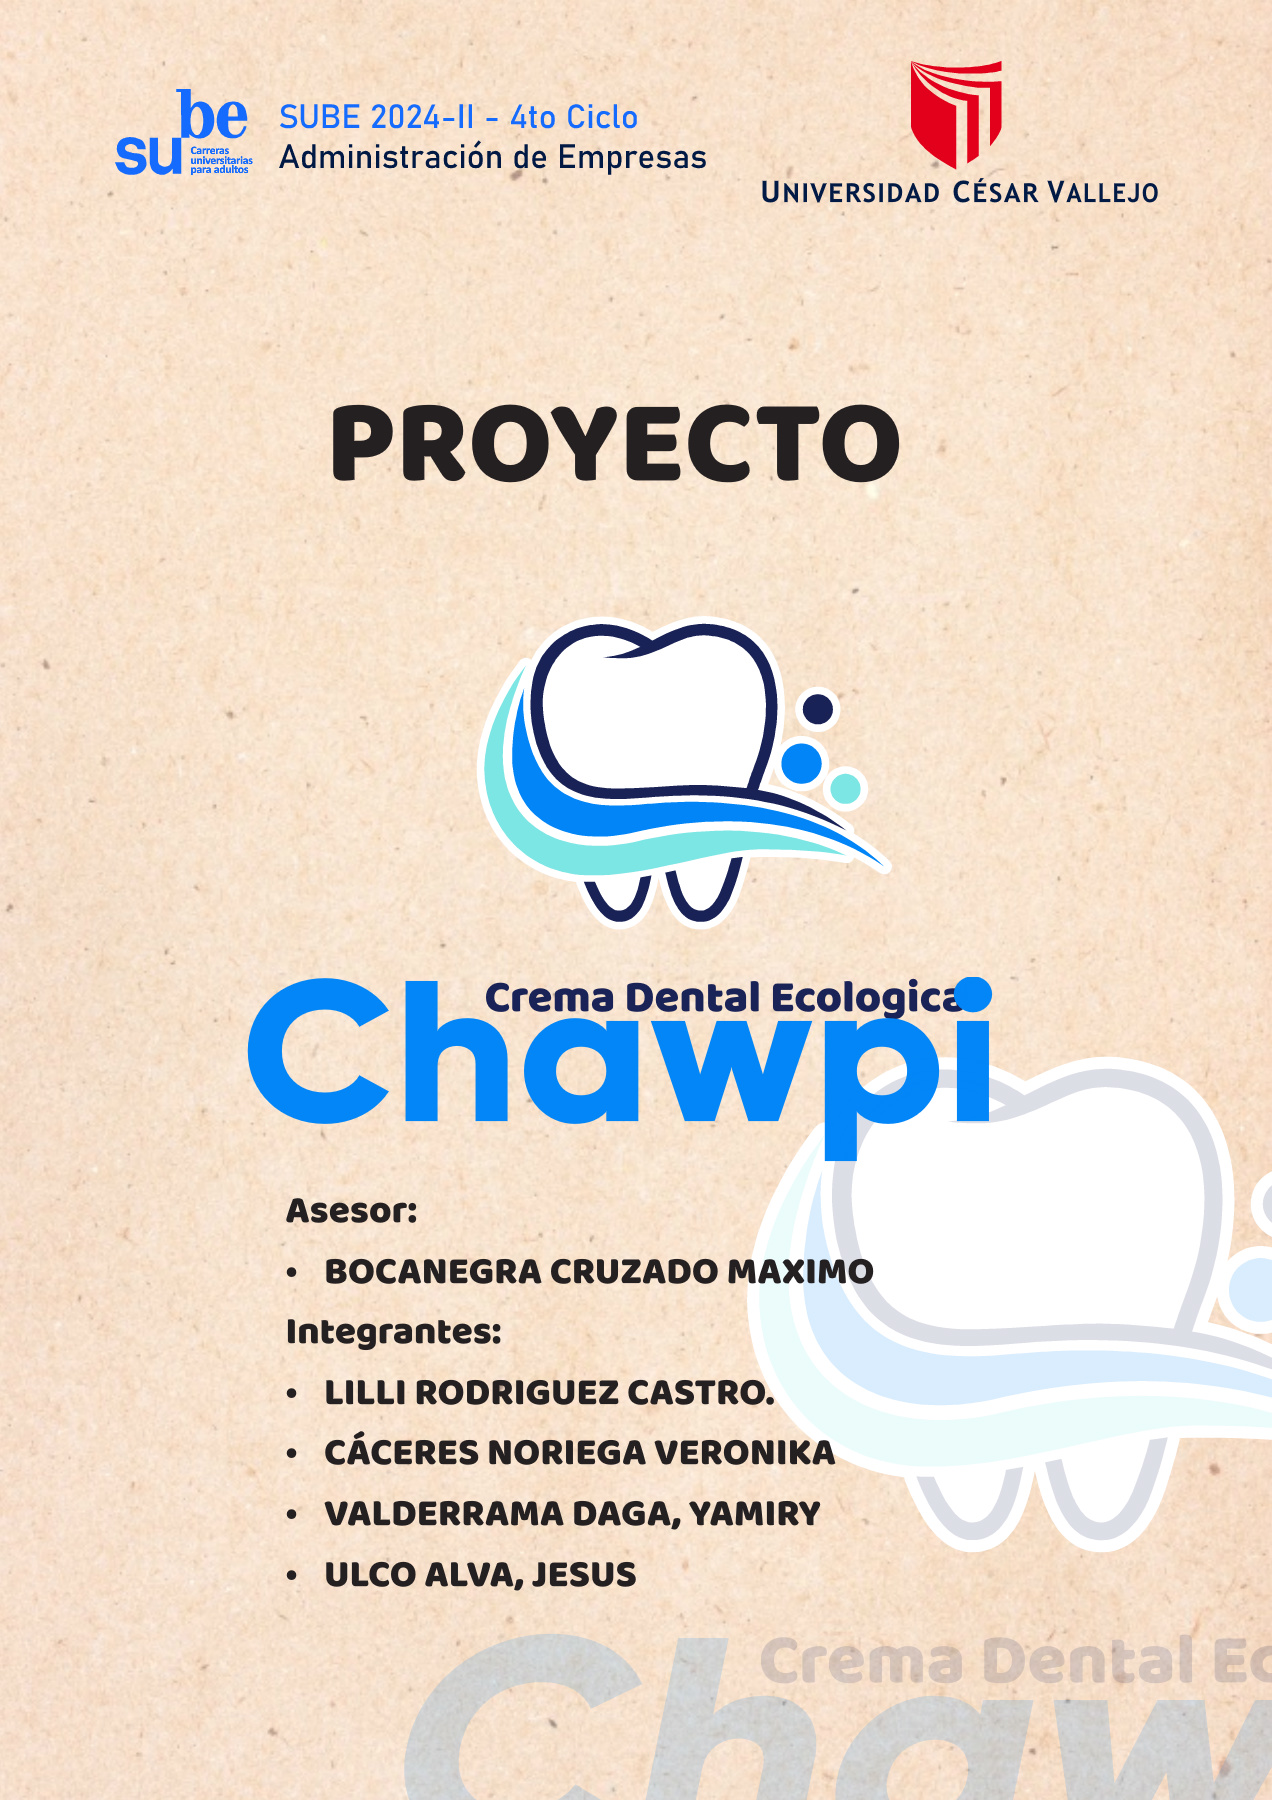 be
su
Carreras
universitarias
para adultos
SUBE 2024-II - 4to Ciclo
Administración de Empresas
UNIVERSIDAD CÉSAR VALLEJO
PROYECTO
Crema Dental Ecologica
Chawpi
Asesor:
• BOCANEGRA CRUZADO MAXIMO
Integrantes:
• LILLI RODRIGUEZ CASTRO.
• CÁCERES NORIEGA VERONIKA
• VALDERRAMA DAGA, YAMIRY
• ULCO ALVA, JESUS
Crema Dental Ec
Chaw